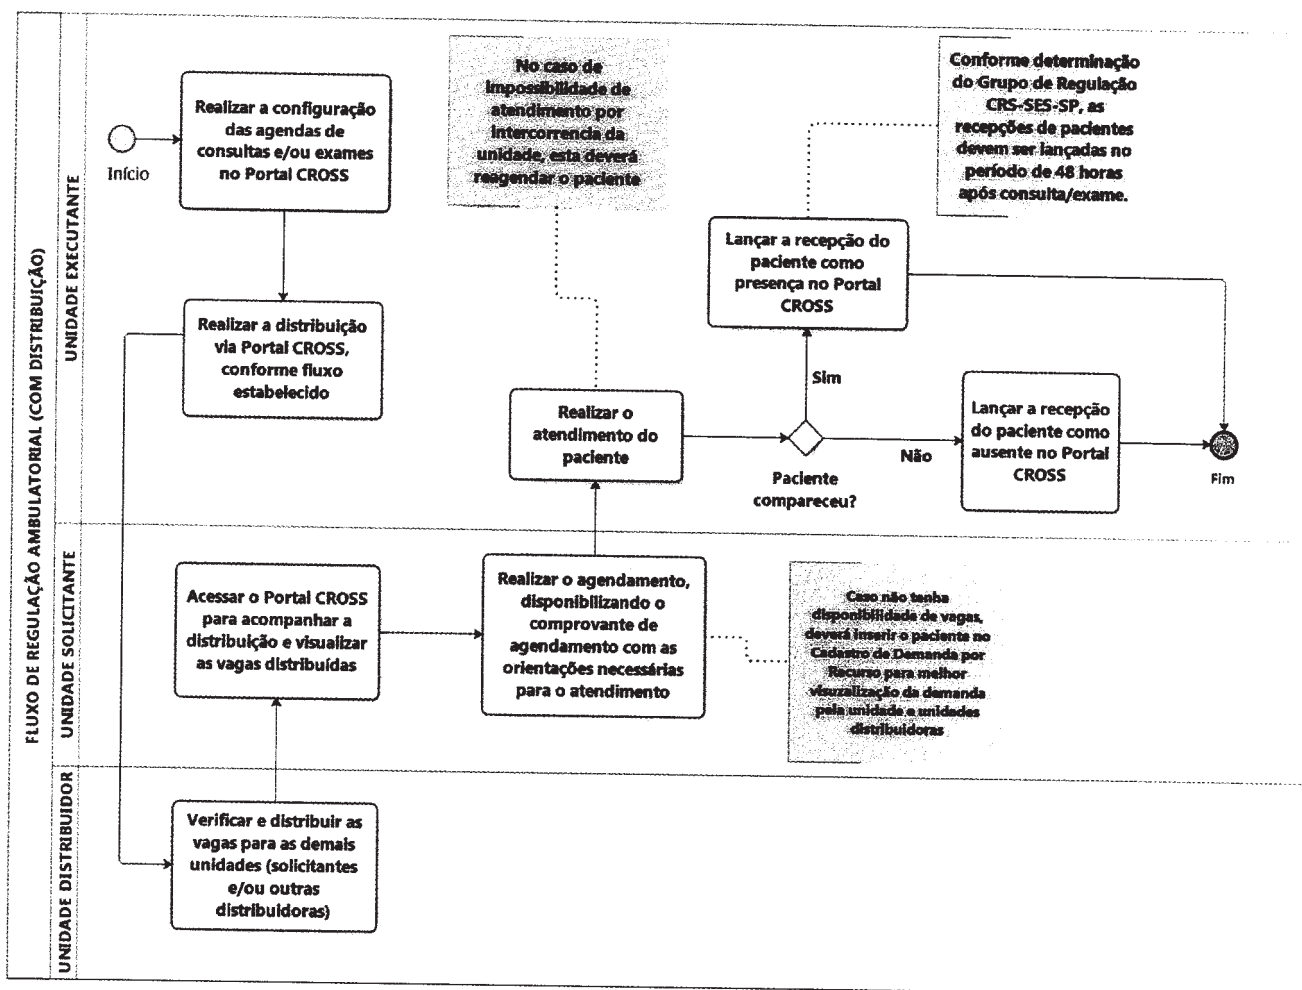 FLUXO DE REGULAÇÃO AMBULATORIAL (COM DISTRIBUIÇÃO)
UNIDADE EXECUTANTE
Início
Realizar a configuração
das agendas de
consultas e/ou exames
no Portal CROSS
Realizar a distribuição
via Portal CROSS,
conforme fluxo
estabelecido
No caso de
impossibilidade de
atendimento por
intercorrencia da
unidade, esta deverá
reagendar o paciente
Realizar o
atendimento do
paciente
Paciente
compareceu?
Sim
Não
Lançar a recepção do
paciente como
presença no Portal
CROSS
Conforme determinação
do Grupo de Regulação
CRS-SES-SP, as
recepções de pacientes
devem ser lançadas no
período de 48 horas
após consulta/exame.
Lançar a recepção
do paciente como
ausente no Portal
CROSS
Fim
UNIDADE SOLICITANTE
Acessar o Portal CROSS
para acompanhar a
distribuição e visualizar
as vagas distribuídas
Realizar o agendamento,
disponibilizando o
comprovante de
agendamento com as
orientações necessárias
para o atendimento
Caso não tenha
disponibilidade de vagas,
deverá inserir o paciente no
Cadastro de Demanda por
Recurso para melhor
visuzalização da demanda
pela unidade e unidades
distribuidoras
UNIDADE DISTRIBUIDOR
Verificar e distribuir as
vagas para as demais
unidades (solicitantes
e/ou outras
distribuidoras)